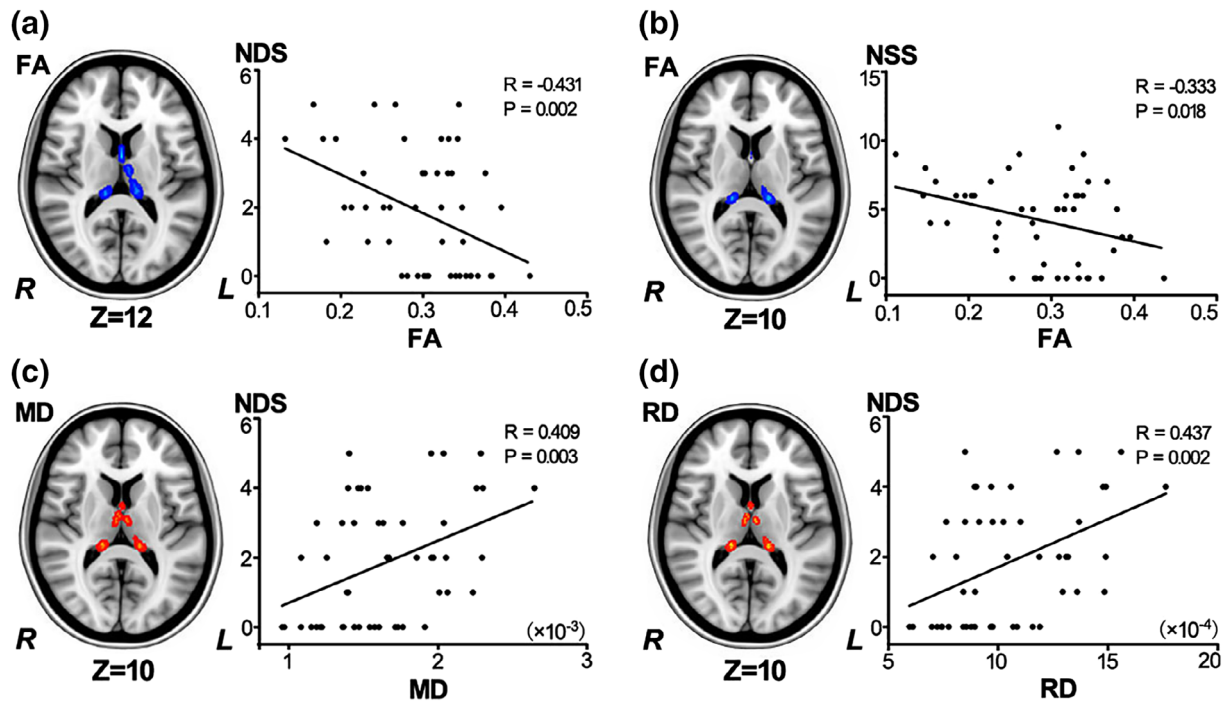 (a)
FA
R
L
Z=12
NDS
6
4
2
0
R = -0.431
P = 0.002
0.1
0.2
0.3
0.4
0.5
FA
(b)
FA
R
L
Z=10
NSS
15
10
5
0
R = -0.333
P = 0.018
0.1
0.2
0.3
0.4
0.5
FA
(c)
MD
R
L
Z=10
NDS
6
4
2
0
R = 0.409
P = 0.003
(×10-3)
1
2
3
MD
(d)
RD
R
L
Z=10
NDS
6
4
2
0
R = 0.437
P = 0.002
(×10-4)
5
10
15
20
RD